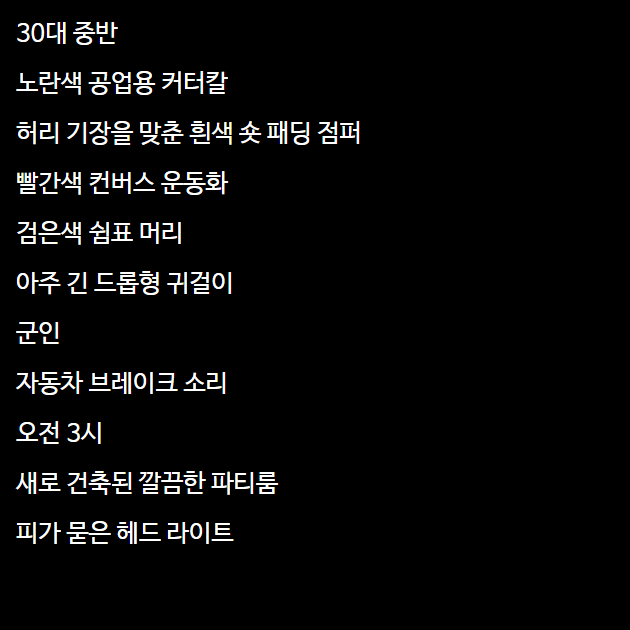 30대 중반
노란색 공업용 커터칼
허리 기장을 맞춘 흰색 숏 패딩 점퍼
빨간색 컨버스 운동화
검은색 쉼표 머리
아주 긴 드롭형 귀걸이
군인
자동차 브레이크 소리
오전 3시
새로 건축된 깔끔한 파티룸
피가 묻은 헤드 라이트